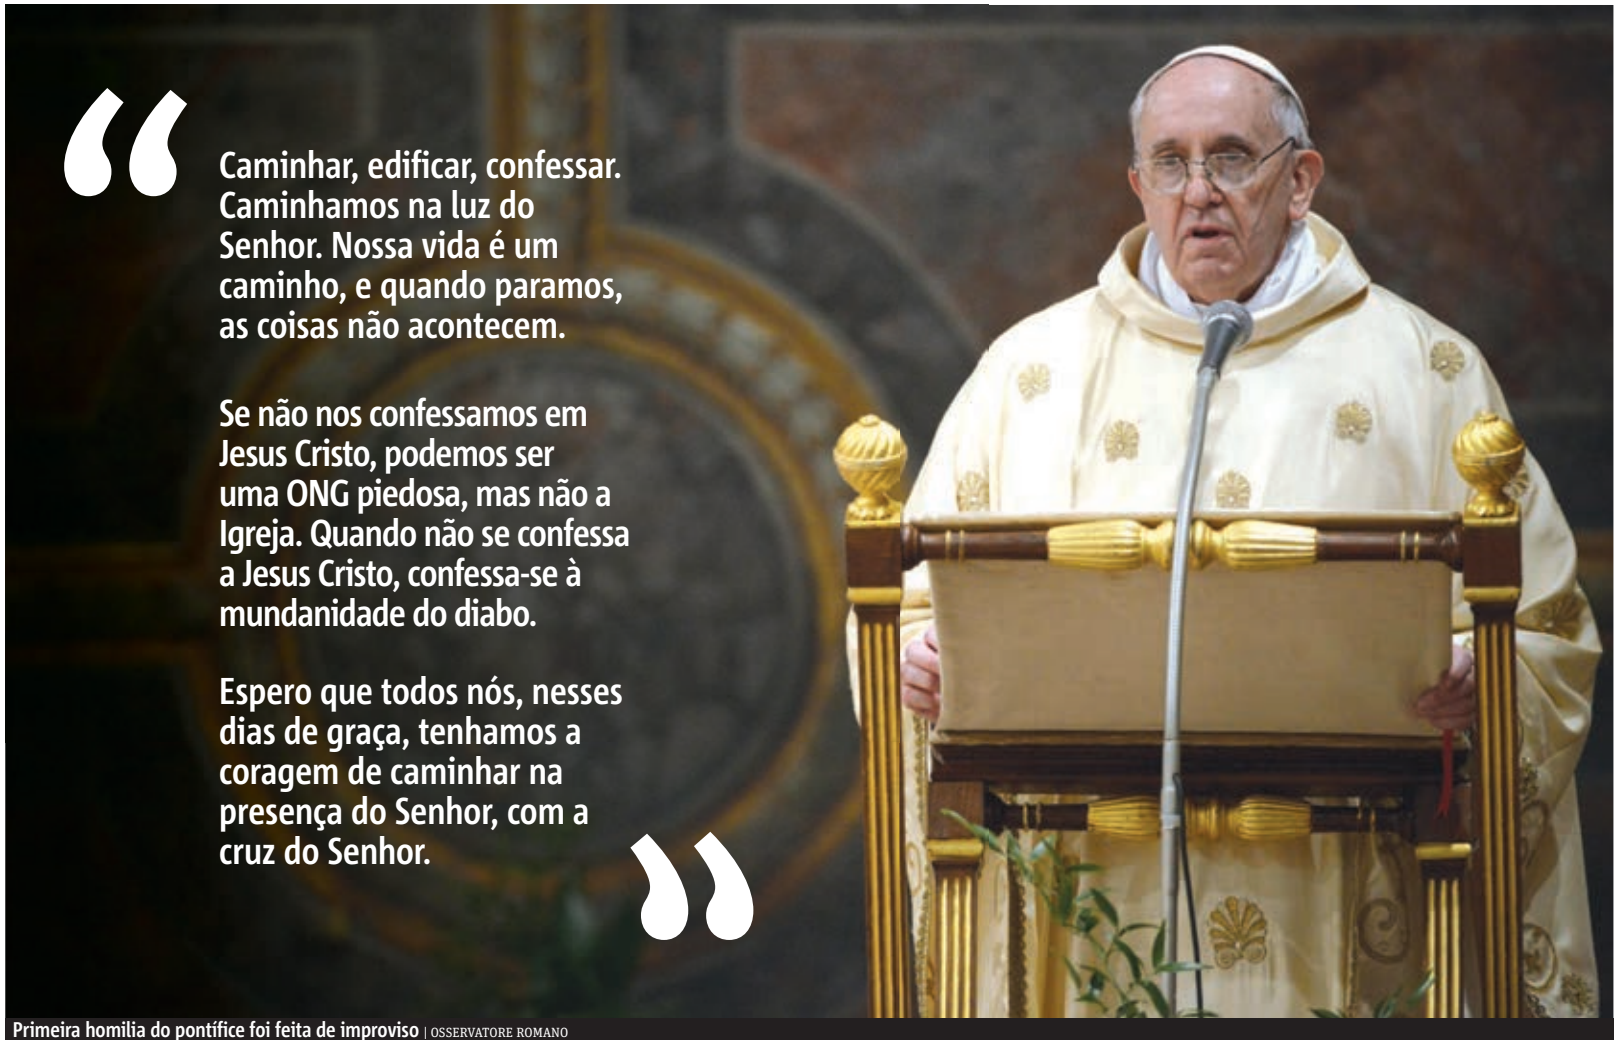 “
Caminhar, edificar, confessar.
Caminhamos na luz do
Senhor. Nossa vida é um
caminho, e quando paramos,
as coisas não acontecem.
Se não nos confessamos em
Jesus Cristo, podemos ser
uma ONG piedosa, mas não a
Igreja. Quando não se confessa
a Jesus Cristo, confessa-se à
mundanidade do diabo.
Espero que todos nós, nesses
dias de graça, tenhamos a
coragem de caminhar na
presença do Senhor, com a
cruz do Senhor.
”
Primeira homilia do pontífice foi feita de improviso | OSSERVATORE ROMANO